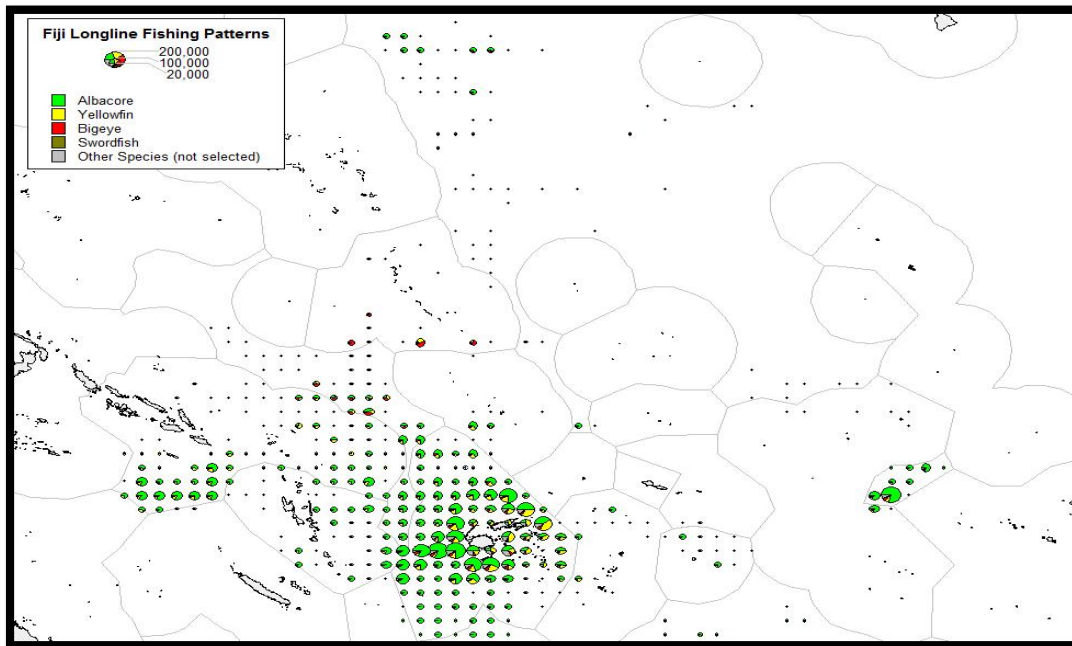 Fiji Longline Fishing Patterns
200,000
100,000
20,000
Albacore
Yellowfin
Bigeye
Swordfish
Other Species (not selected)